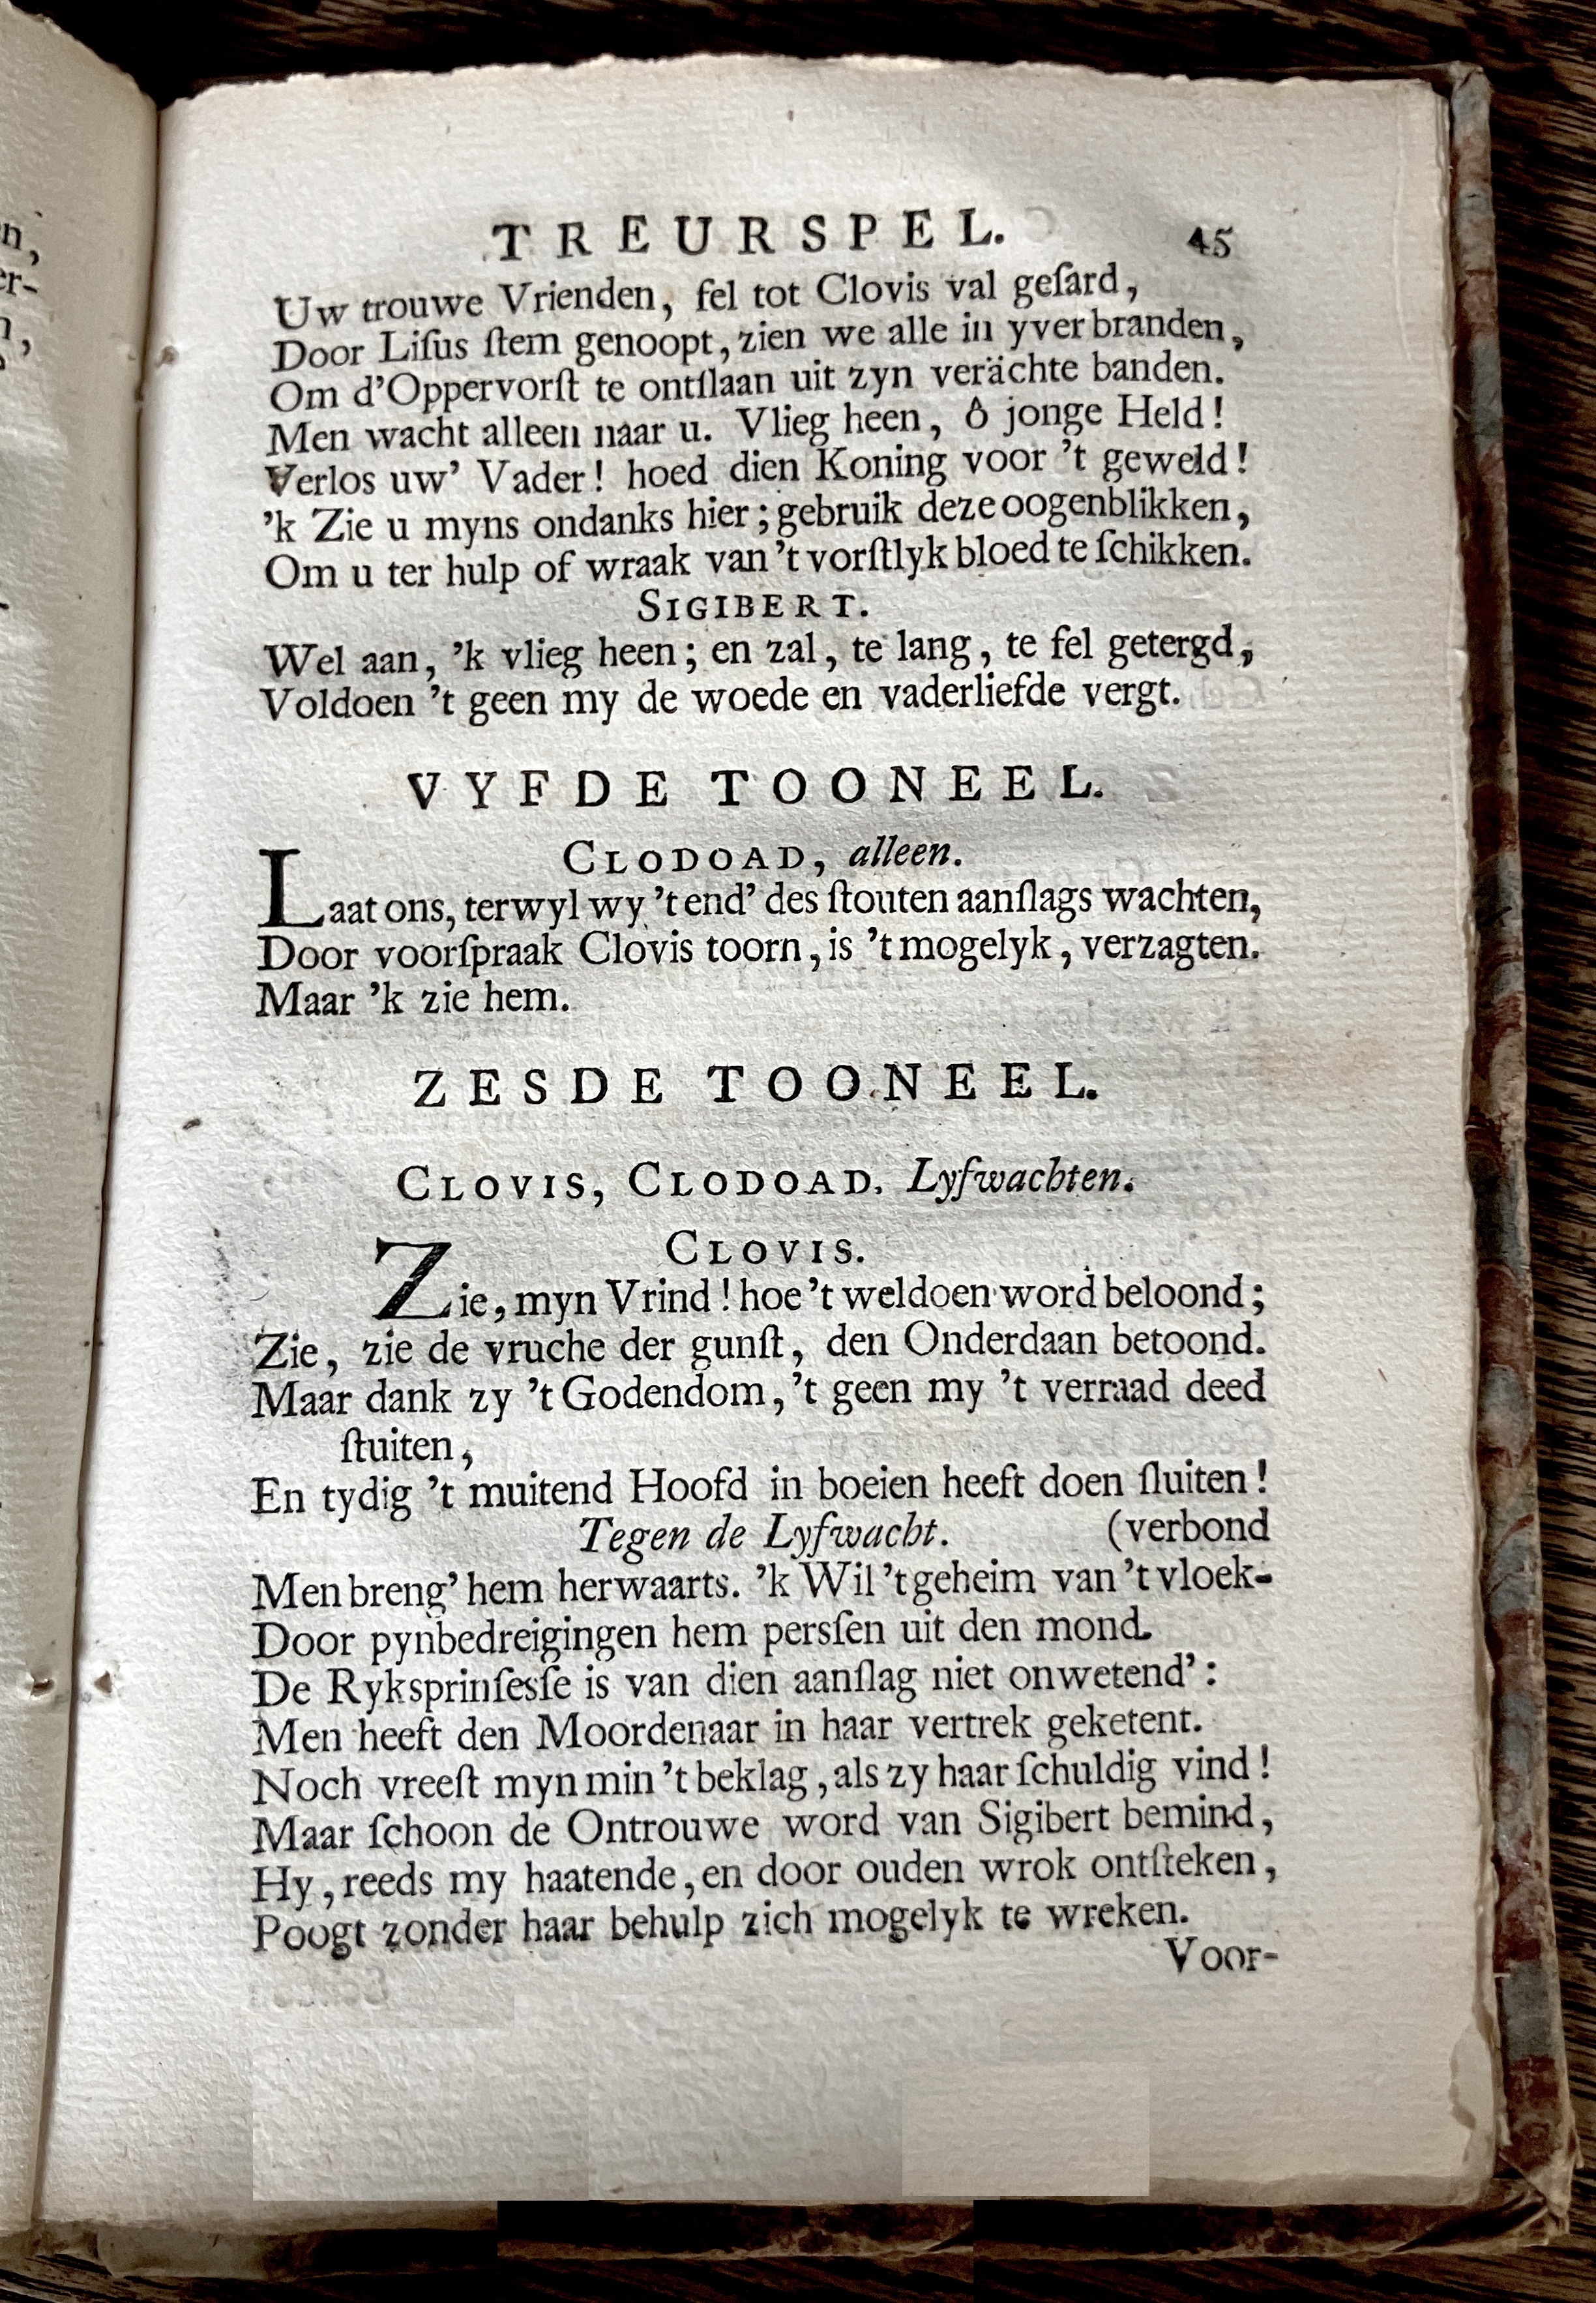 TREURSPEL. 45
Uw trouwe Vrienden, fel tot Clovis val geſard,
Door Liſus ſtem genoopt, zien we alle in yver branden,
Om d'Oppervorſt te ontſlaan uit zyn verächte banden.
Men wacht alleen naar u. Vlieg heen, ô jonge Held!
Verlos uw' Vader! hoed dien Koning voor 't geweld!
'k Zie u myns ondanks hier; gebruik deze oogenblikken,
Om u ter hulp of wraak van 't vorſtlyk bloed te ſchikken.
SIGIBERT.
Wel aan, 'k vlieg heen; en zal, te lang, te fel getergd,
Voldoen 't geen my de woede en vaderliefde vergt.
VYFDE TOONEEL.
CLODOAD, alleen.
Laat ons, terwyl wy 't end' des ſtouten aanſlags wachten,
Door voorſpraak Clovis toorn, is 't mogelyk, verzagten.
Maar 'k zie hem.
ZESDE TOONEEL.
CLOVIS, CLODOAD. Lyfwachten.
CLOVIS.
Zie, myn Vrind! hoe 't weldoen word beloond;
Zie, zie de vruche der gunſt, den Onderdaan betoond.
Maar dank zy 't Godendom, 't geen my 't verraad deed
ſtuiten,
En tydig 't muitend Hoofd in boeien heeft doen ſluiten!
Tegen de Lyfwacht. (verbond
Men breng' hem herwaarts. 'k Wil 't geheim van 't vloek-
Door pynbedreigingen hem persſen uit den mond.
De Ryksprinſesſe is van dien aanſlag niet onwetend':
Men heeft den Moordenaar in haar vertrek geketent.
Noch vreeſt myn min 't beklag, als zy haar ſchuldig vind!
Maar ſchoon de Ontrouwe word van Sigibert bemind,
Hy, reeds my haatende, en door ouden wrok ontſteken,
Poogt zonder haar behulp zich mogelyk te wreken.
Voor-